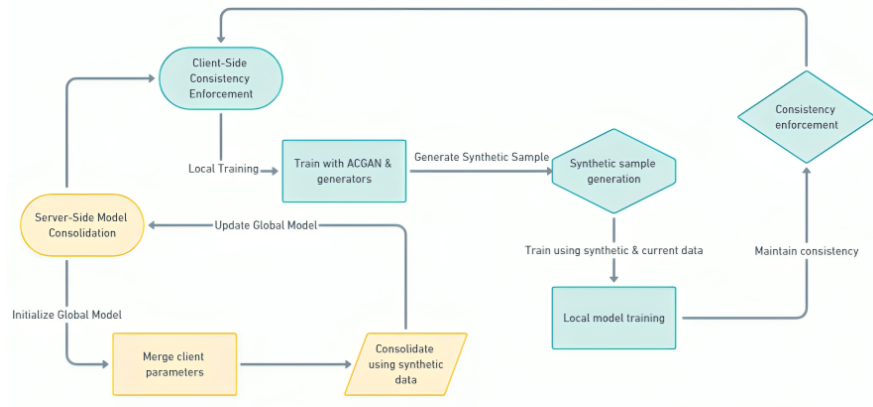 Client-Side
Consistency
Enforcement
Consistency
enforcement
Local Training
Train with ACGAN &
generators
Generate Synthetic Sample
Synthetic sample
generation
Server-Side Model
Consolidation
Update Global Model
Train using synthetic & current data
Maintain consistency
Initialize Global Model
Local model training
Merge client
parameters
Consolidate
using synthetic
data